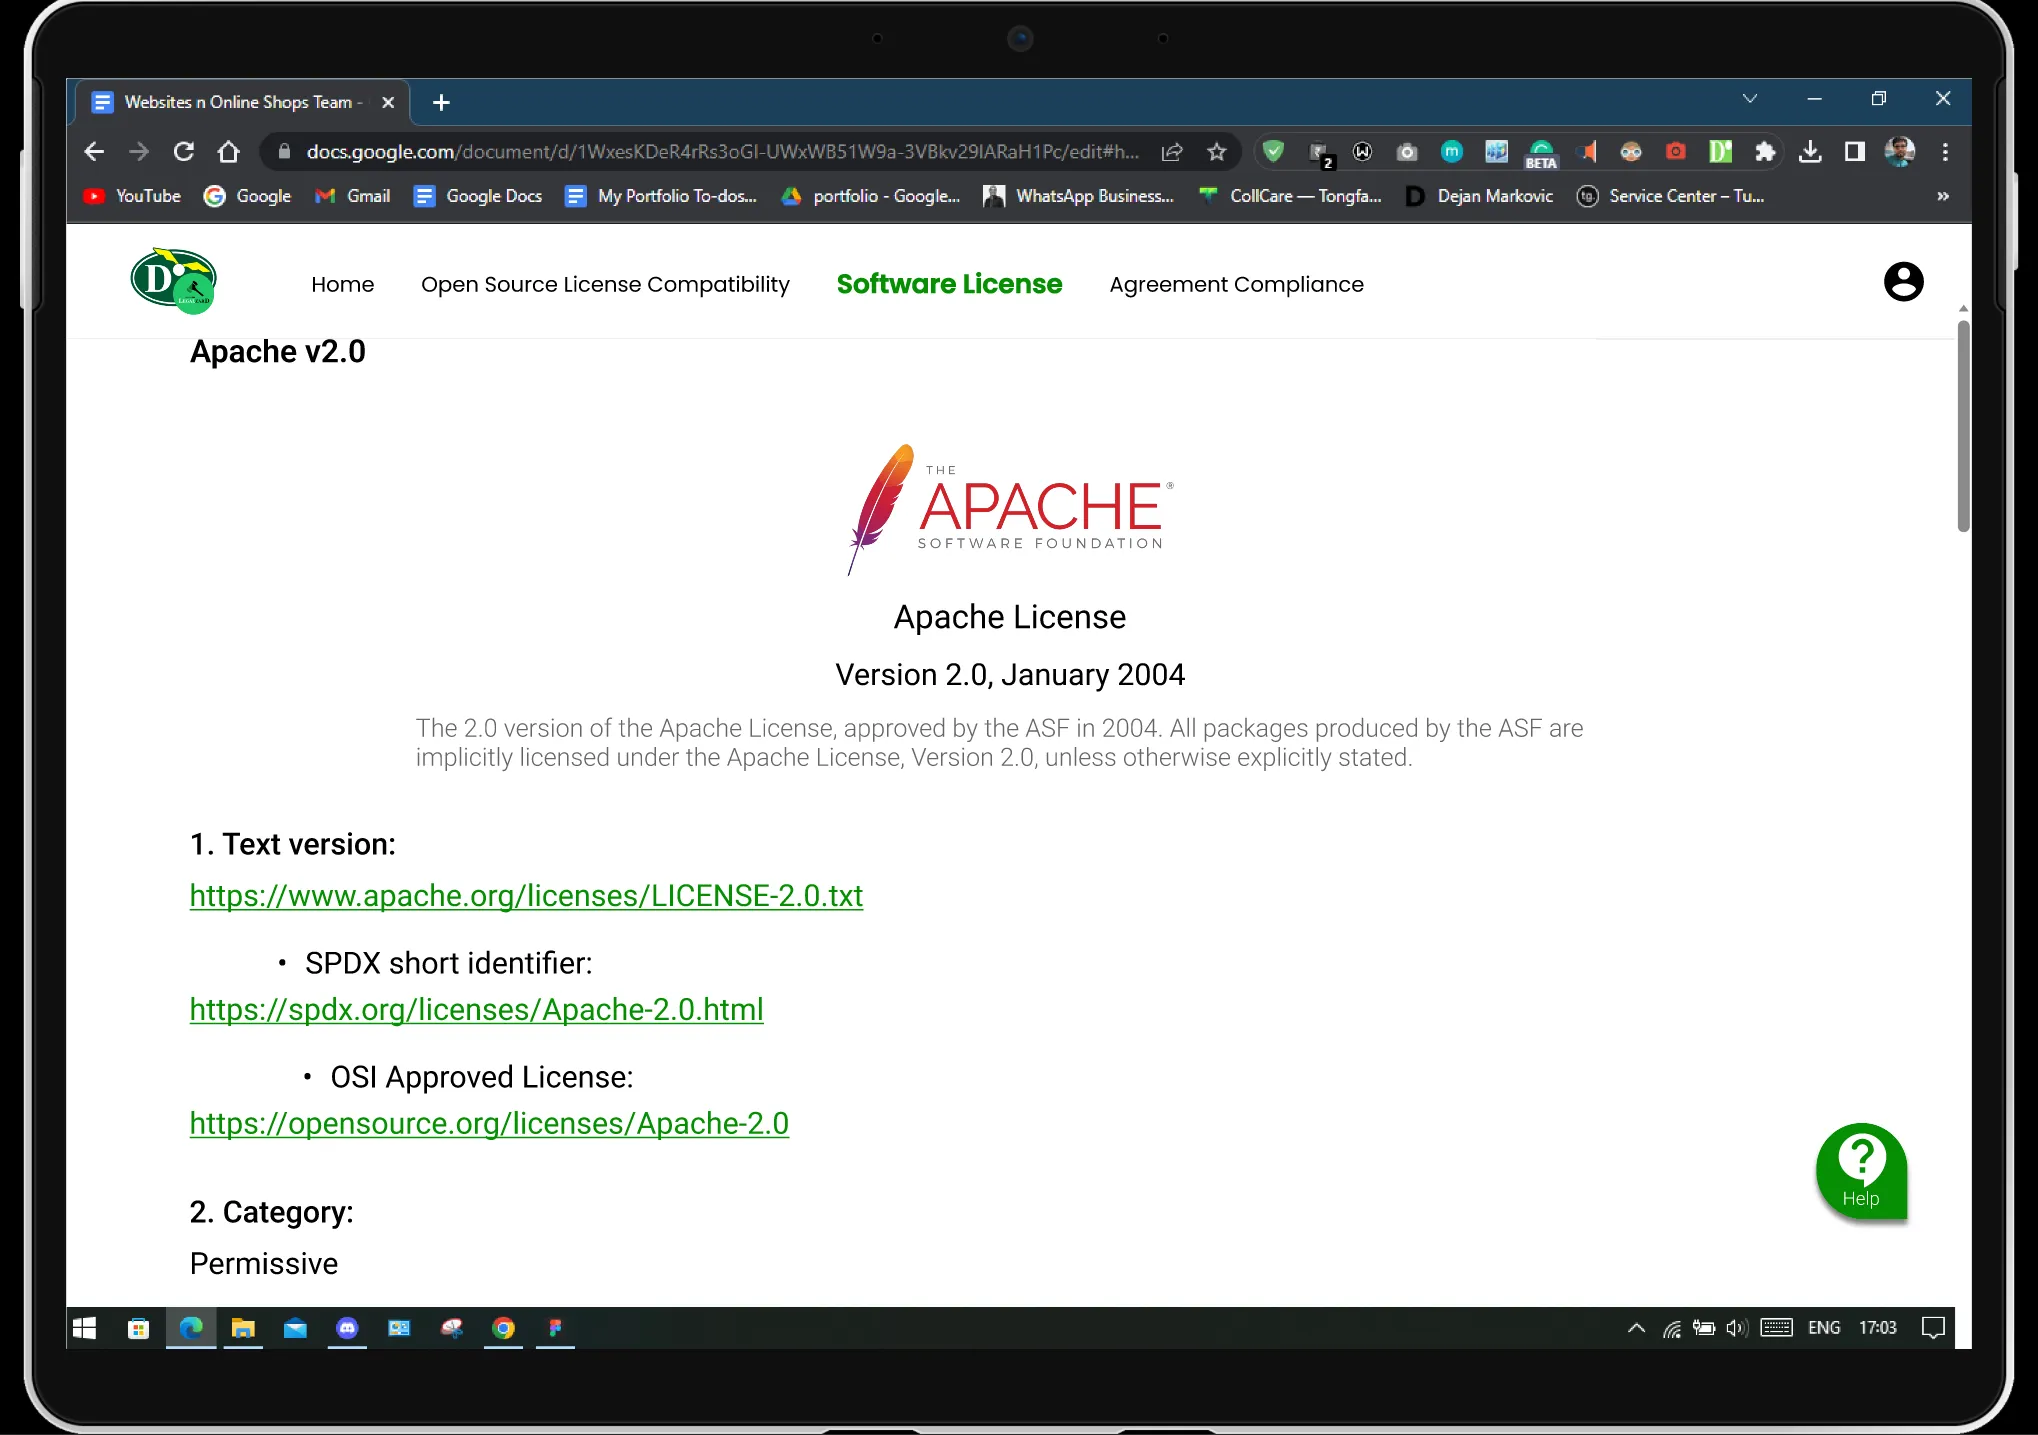 Websites n Online Shops Team -
docs.google.com/document/d/1WxesKDeR4rRs3oGI-UWxWB51W9a-3VBkv29IARaH1Pc/edit#h...
2
BETA
YouTube
Google
Gmail
Google Docs
My Portfolio To-dos...
portfolio - Google...
WhatsApp Business...
CollCare — Tongfa...
Dejan Markovic
tg.
Service Center – Tu...
D
LEGALYARD
Home
Open Source License Compatibility
Software License
Agreement Compliance
Apache v2.0
THE
APACHE®
SOFTWARE FOUNDATION
Apache License
Version 2.0, January 2004
The 2.0 version of the Apache License, approved by the ASF in 2004. All packages produced by the ASF are
implicitly licensed under the Apache License, Version 2.0, unless otherwise explicitly stated.
1. Text version:
https://www.apache.org/licenses/LICENSE-2.0.txt
• SPDX short identifier:
https://spdx.org/licenses/Apache-2.0.html
• OSI Approved License:
https://opensource.org/licenses/Apache-2.0
2. Category:
Permissive
Help
ENG
17:03